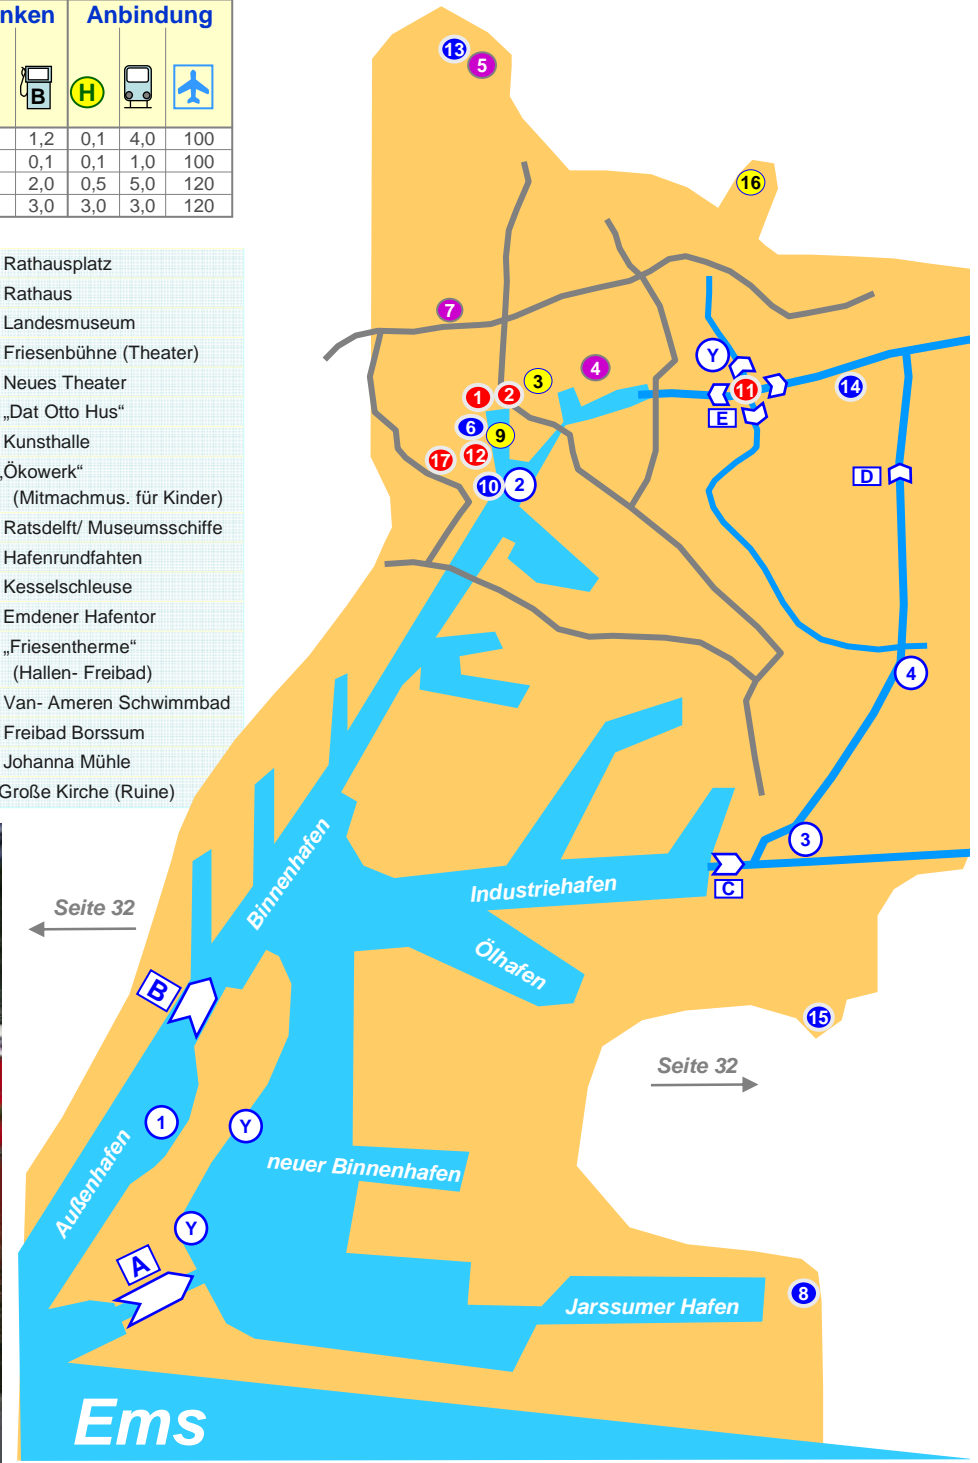 nken Anbindung
B H
1,2 0,1 4,0 100
0,1 0,1 1,0 100
2,0 0,5 5,0 120
3,0 3,0 3,0 120
Rathausplatz
Rathaus
Landesmuseum
Friesenbühne (Theater)
Neues Theater
„Dat Otto Hus“
Kunsthalle
„Ökowerk“
(Mitmachmus. für Kinder)
Ratsdelft/ Museumsschiffe
Hafenrundfahten
Kesselschleuse
Emdener Hafentor
„Friesentherme“
(Hallen- Freibad)
Van- Ameren Schwimmbad
Freibad Borssum
Johanna Mühle
Große Kirche (Ruine)
13
5
16
7
4
Y
3
1 2
11
14
E
6
9
12
17
10 2
D
4
3
C
Industriehafen
Binnenhafen
Seite 32
Ölhafen
B
15
Seite 32
1
Y
Außenhafen
neuer Binnenhafen
Y
A
8
Jarssumer Hafen
Ems